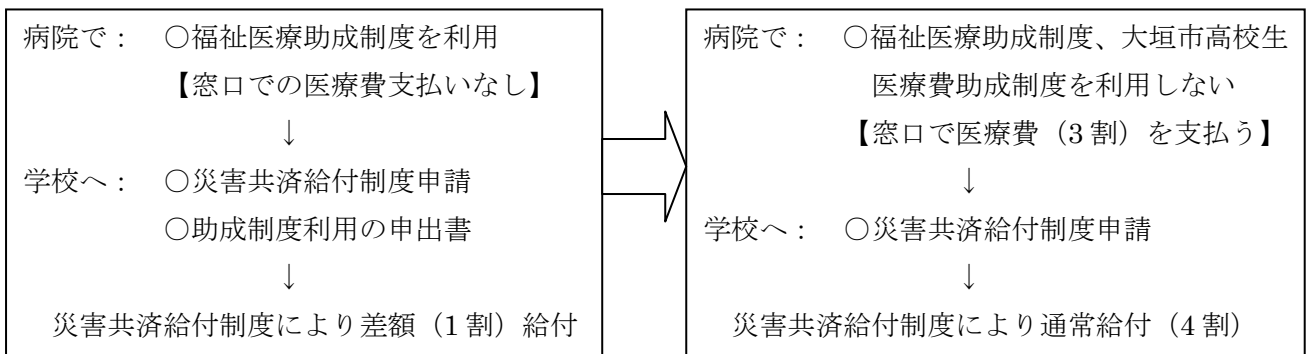 病院で： ○福祉医療助成制度を利用
【窓口での医療費支払いなし】
↓
学校へ： ○災害共済給付制度申請
○助成制度利用の申出書
↓
災害共済給付制度により差額（1割）給付
病院で： ○福祉医療助成制度、大垣市高校生
医療費助成制度を利用しない
【窓口で医療費（3割）を支払う】
↓
学校へ： ○災害共済給付制度申請
↓
災害共済給付制度により通常給付（4割）